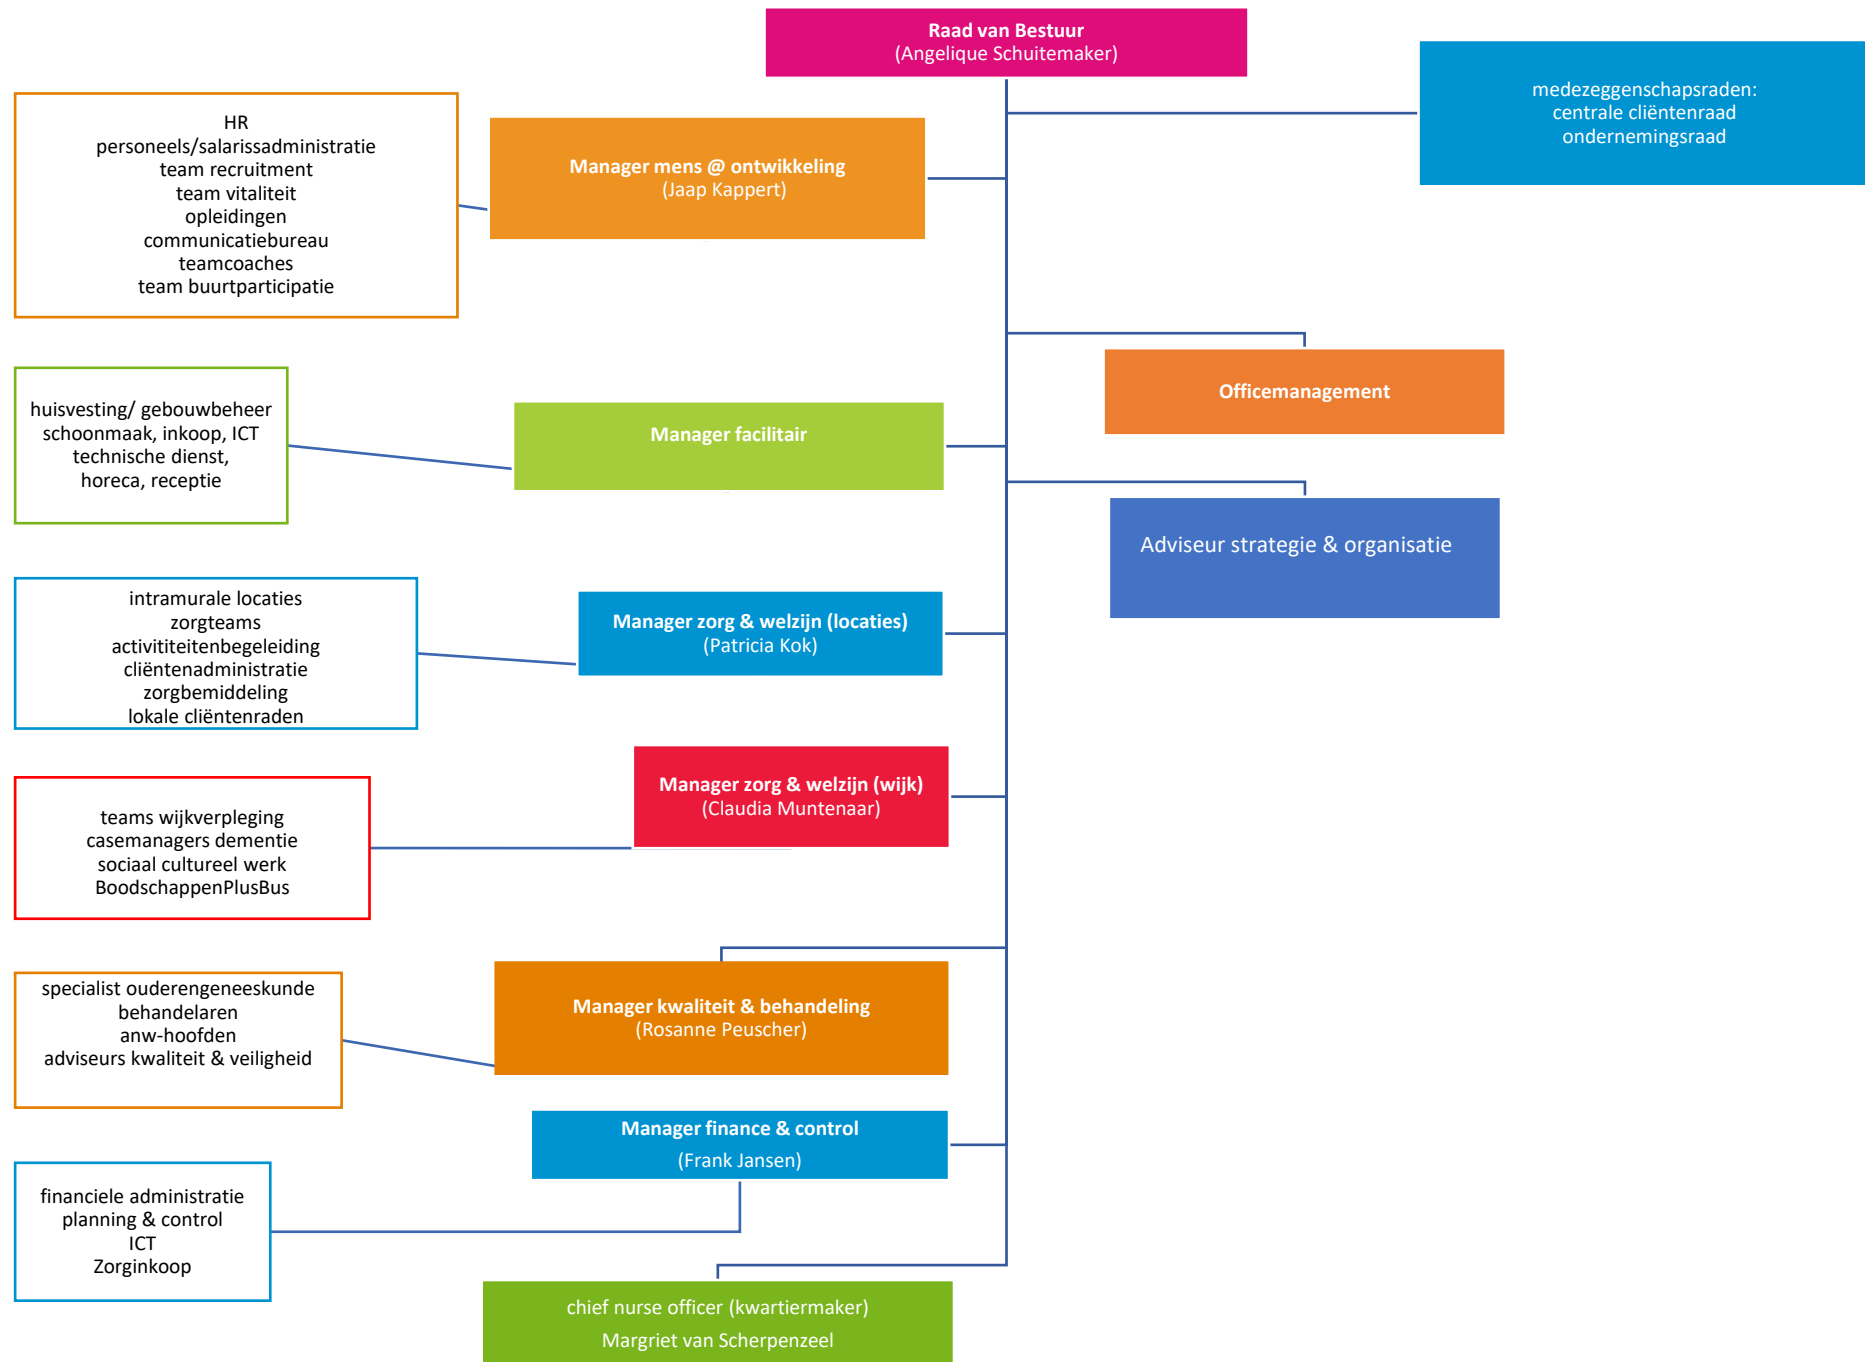 Raad van Bestuur
(Angelique Schuitemaker)
medezeggenschapsraden:
centrale cliëntenraad
ondernemingsraad
HR
personeels/salarissadministratie
team recruitment
team vitaliteit
opleidingen
communicatiebureau
teamcoaches
team buurtparticipatie
Manager mens @ ontwikkeling
(Jaap Kappert)
Officemanagement
huisvesting/ gebouwbeheer
schoonmaak, inkoop, ICT
technische dienst,
horeca, receptie
Manager facilitair
Adviseur strategie & organisatie
intramurale locaties
zorgteams
activititeitenbegeleiding
cliëntenadministratie
zorgbemiddeling
lokale cliëntenraden
Manager zorg & welzijn (locaties)
(Patricia Kok)
teams wijkverpleging
casemanagers dementie
sociaal cultureel werk
BoodschappenPlusBus
Manager zorg & welzijn (wijk)
(Claudia Muntenaar)
specialist ouderengeneeskunde
behandelaren
anw-hoofden
adviseurs kwaliteit & veiligheid
Manager kwaliteit & behandeling
(Rosanne Peuscher)
Manager finance & control
(Frank Jansen)
financiele administratie
planning & control
ICT
Zorginkoop
chief nurse officer (kwartiermaker)
Margriet van Scherpenzeel